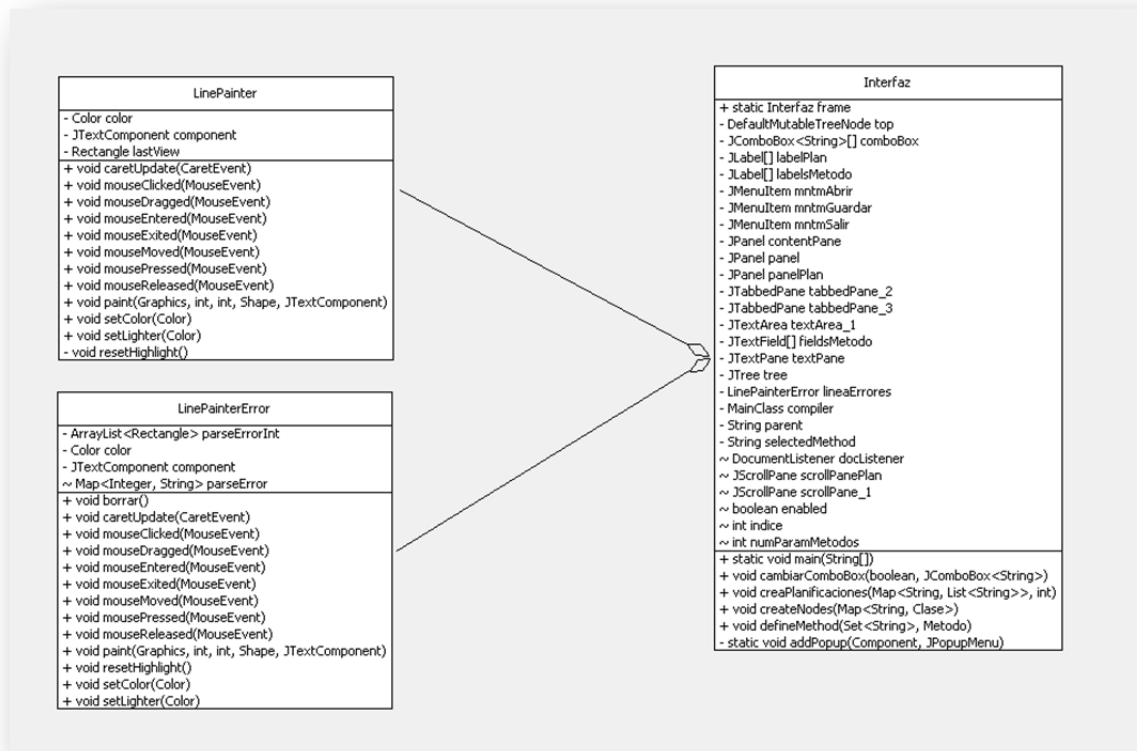 LinePainter
- Color color
- JTextComponent component
- Rectangle lastView
+ void caretUpdate(CaretEvent)
+ void mouseClicked(MouseEvent)
+ void mouseDragged(MouseEvent)
+ void mouseEntered(MouseEvent)
+ void mouseExited(MouseEvent)
+ void mouseMoved(MouseEvent)
+ void mousePressed(MouseEvent)
+ void mouseReleased(MouseEvent)
+ void paint(Graphics, int, int, Shape, JTextComponent)
+ void setColor(Color)
+ void setLighter(Color)
- void resetHighlight()
LinePainterError
- ArrayList<Rectangle> parseErrorInt
- Color color
- JTextComponent component
~ Map<Integer, String> parseError
+ void borrar()
+ void caretUpdate(CaretEvent)
+ void mouseClicked(MouseEvent)
+ void mouseDragged(MouseEvent)
+ void mouseEntered(MouseEvent)
+ void mouseExited(MouseEvent)
+ void mouseMoved(MouseEvent)
+ void mousePressed(MouseEvent)
+ void mouseReleased(MouseEvent)
+ void paint(Graphics, int, int, Shape, JTextComponent)
+ void resetHighlight()
+ void setColor(Color)
+ void setLighter(Color)
Interfaz
+ static Interfaz frame
- DefaultMutableTreeNode top
- JComboBox<String>[] comboBox
- JLabel[] labelPlan
- JLabel[] labelsMetodo
- JMenuItem mntmAbrir
- JMenuItem mntmGuardar
- JMenuItem mntmSalir
- JPanel contentPane
- JPanel panel
- JPanel panelPlan
- JTabbedPane tabbedPane_2
- JTabbedPane tabbedPane_3
- JTextArea textArea_1
- JTextField[] fieldsMetodo
- JTextPane textPane
- JTree tree
- LinePainterError lineaErrores
- MainClass compiler
- String parent
- String selectedMethod
~ DocumentListener docListener
~ JScrollPane scrollPanePlan
~ JScrollPane scrollPane_1
~ boolean enabled
~ int indice
~ int numParamMetodos
+ static void main(String[])
+ void cambiarComboBox(boolean, JComboBox<String>)
+ void creaPlanificaciones(Map<String, List<String>>, int)
+ void createNodes(Map<String, Clase>)
+ void defineMethod(Set<String>, Metodo)
- static void addPopup(Component, JPopupMenu)